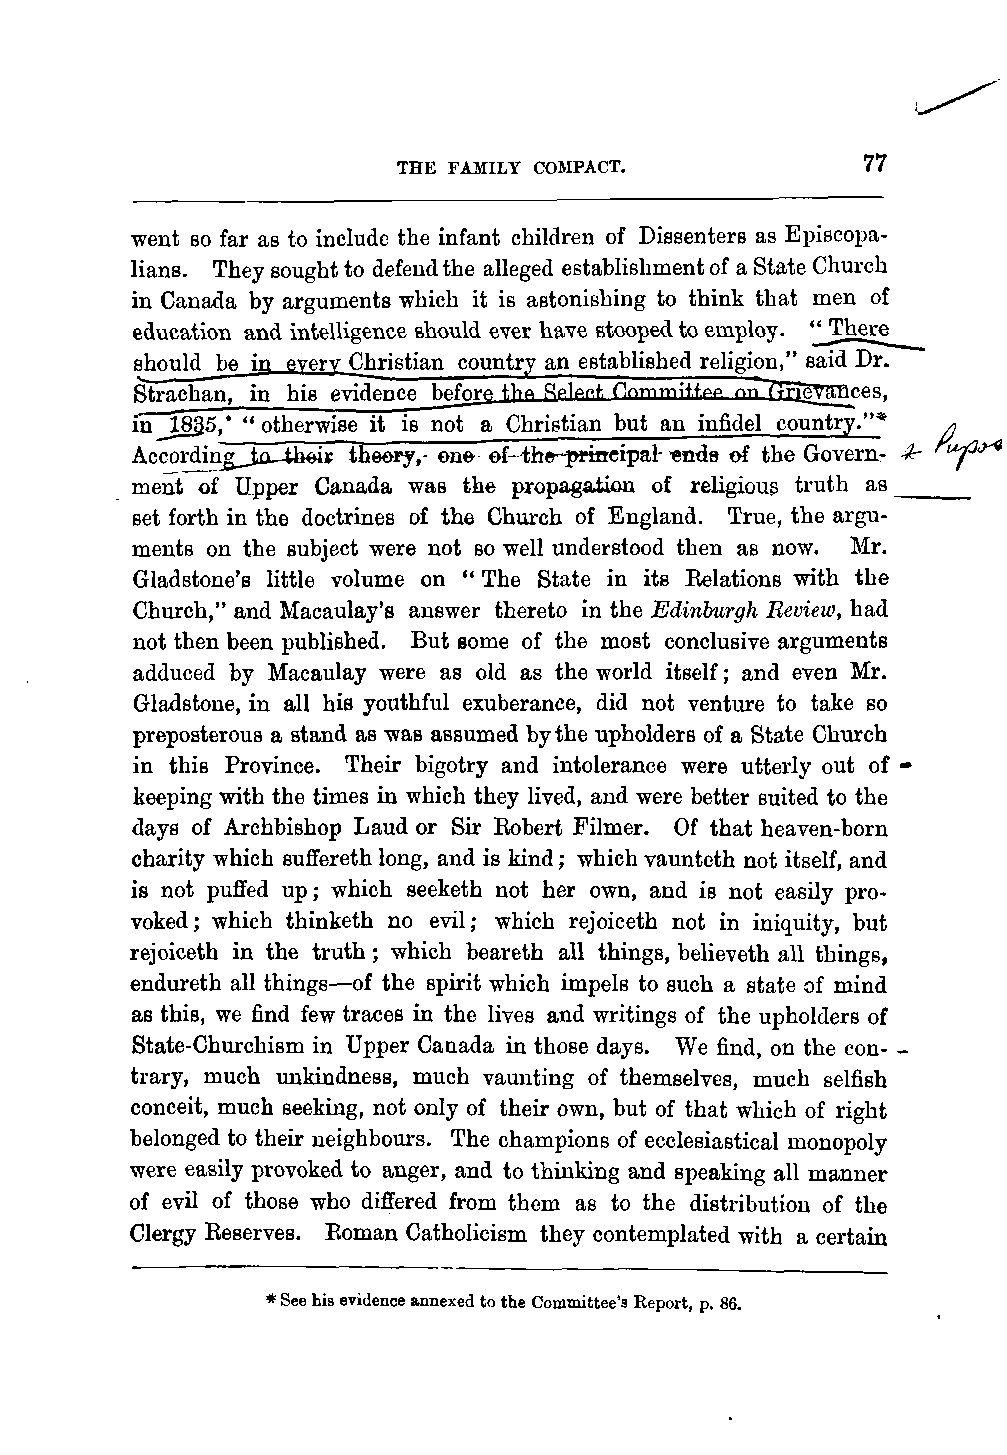 THE FAMILY COMPACT. 77
went so far as to include the infant children of Dissenters as Episcopa-
lians. They sought to defend the alleged establishment of a State Church
in Canada by arguments which it is astonishing to think that men of
education and intelligence should ever have stooped to employ. “There
should be in every Christian country an established religion,” said Dr.
Strachan, in his evidence before the Select Committee on Grievances,
in 1835,' “otherwise it is not a Christian but an infidel country.”*
According to their theory, one of the principal ends of the Govern-
ment of Upper Canada was the propagation of religious truth as
set forth in the doctrines of the Church of England. True, the argu-
ments on the subject were not so well understood then as now. Mr.
Gladstone's little volume on “The State in its Relations with the
Church,” and Macaulay's answer thereto in the Edinburgh Review, had
not then been published. But some of the most conclusive arguments
adduced by Macaulay were as old as the world itself; and even Mr.
Gladstone, in all his youthful exuberance, did not venture to take so
preposterous a stand as was assumed by the upholders of a State Church
in this Province. Their bigotry and intolerance were utterly out of
keeping with the times in which they lived, and were better suited to the
days of Archbishop Laud or Sir Robert Filmer. Of that heaven-born
charity which suffereth long, and is kind; which vaunteth not itself, and
is not puffed up; which seeketh not her own, and is not easily pro-
voked; which thinketh no evil; which rejoiceth not in iniquity, but
rejoiceth in the truth; which beareth all things, believeth all things,
endureth all things—of the spirit which impels to such a state of mind
as this, we find few traces in the lives and writings of the upholders of
State-Churchism in Upper Canada in those days. We find, on the con-
trary, much unkindness, much vaunting of themselves, much selfish
conceit, much seeking, not only of their own, but of that which of right
belonged to their neighbours. The champions of ecclesiastical monopoly
were easily provoked to anger, and to thinking and speaking all manner
of evil of those who differed from them as to the distribution of the
Clergy Reserves. Roman Catholicism they contemplated with a certain
* See his evidence annexed to the Committee's Report, p. 86.